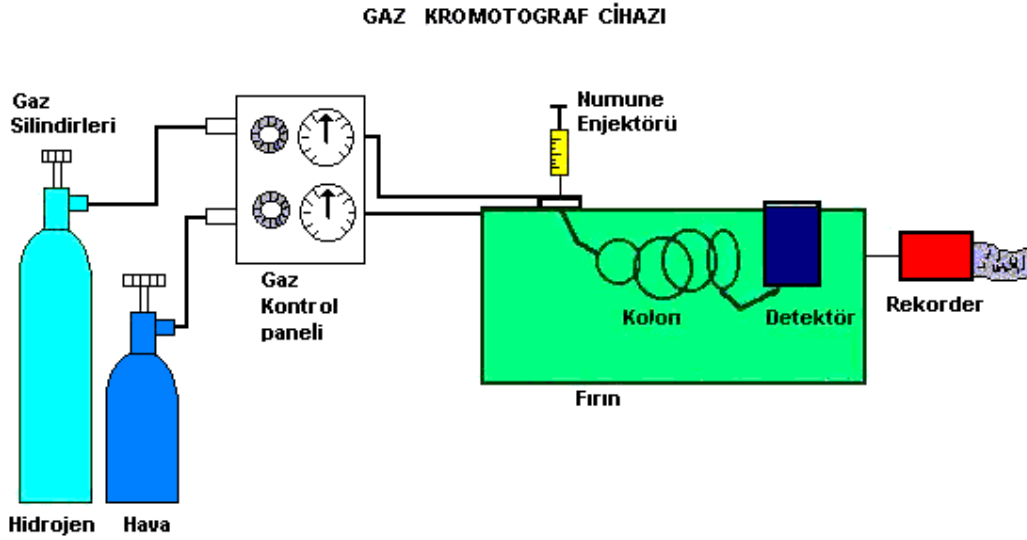 GAZ KROMOTOGRAF CİHAZI
Gaz
Silindirleri
Numune
Enjektörü
Gaz
Kontrol
paneli
Kolon
Detektör
Rekorder
Fırın
Hidrojen
Hava